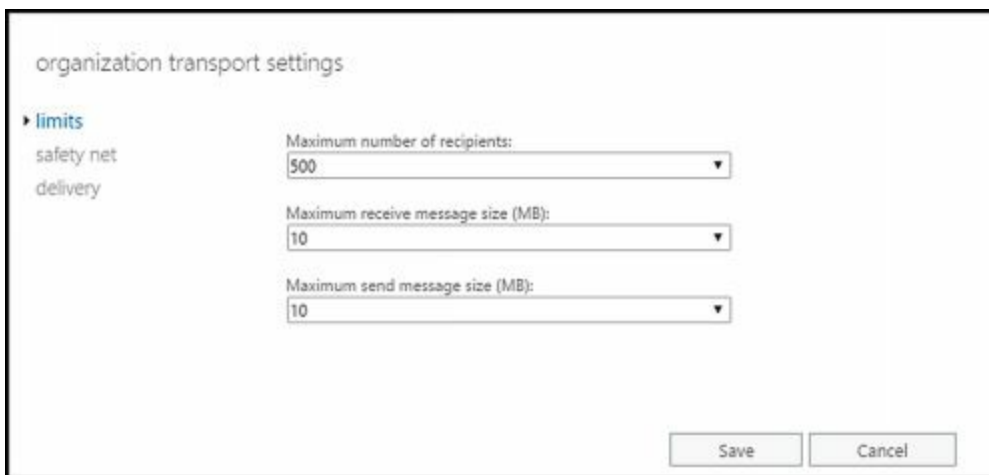 organization transport settings
limits
safety net
delivery
Maximum number of recipients:
500
Maximum receive message size (MB):
10
Maximum send message size (MB):
10
Save
Cancel